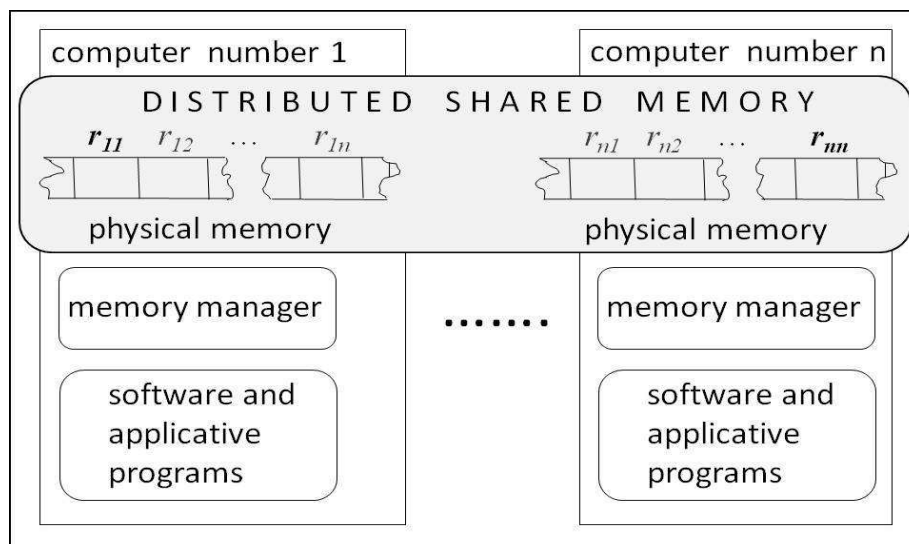 computer number 1
computer number n
DISTRIBUTED SHARED MEMORY
r11 r12 ... r1n
rn1 rn2 ... rnn
physical memory
physical memory
memory manager
.......
memory manager
software and
applicative
programs
software and
applicative
programs